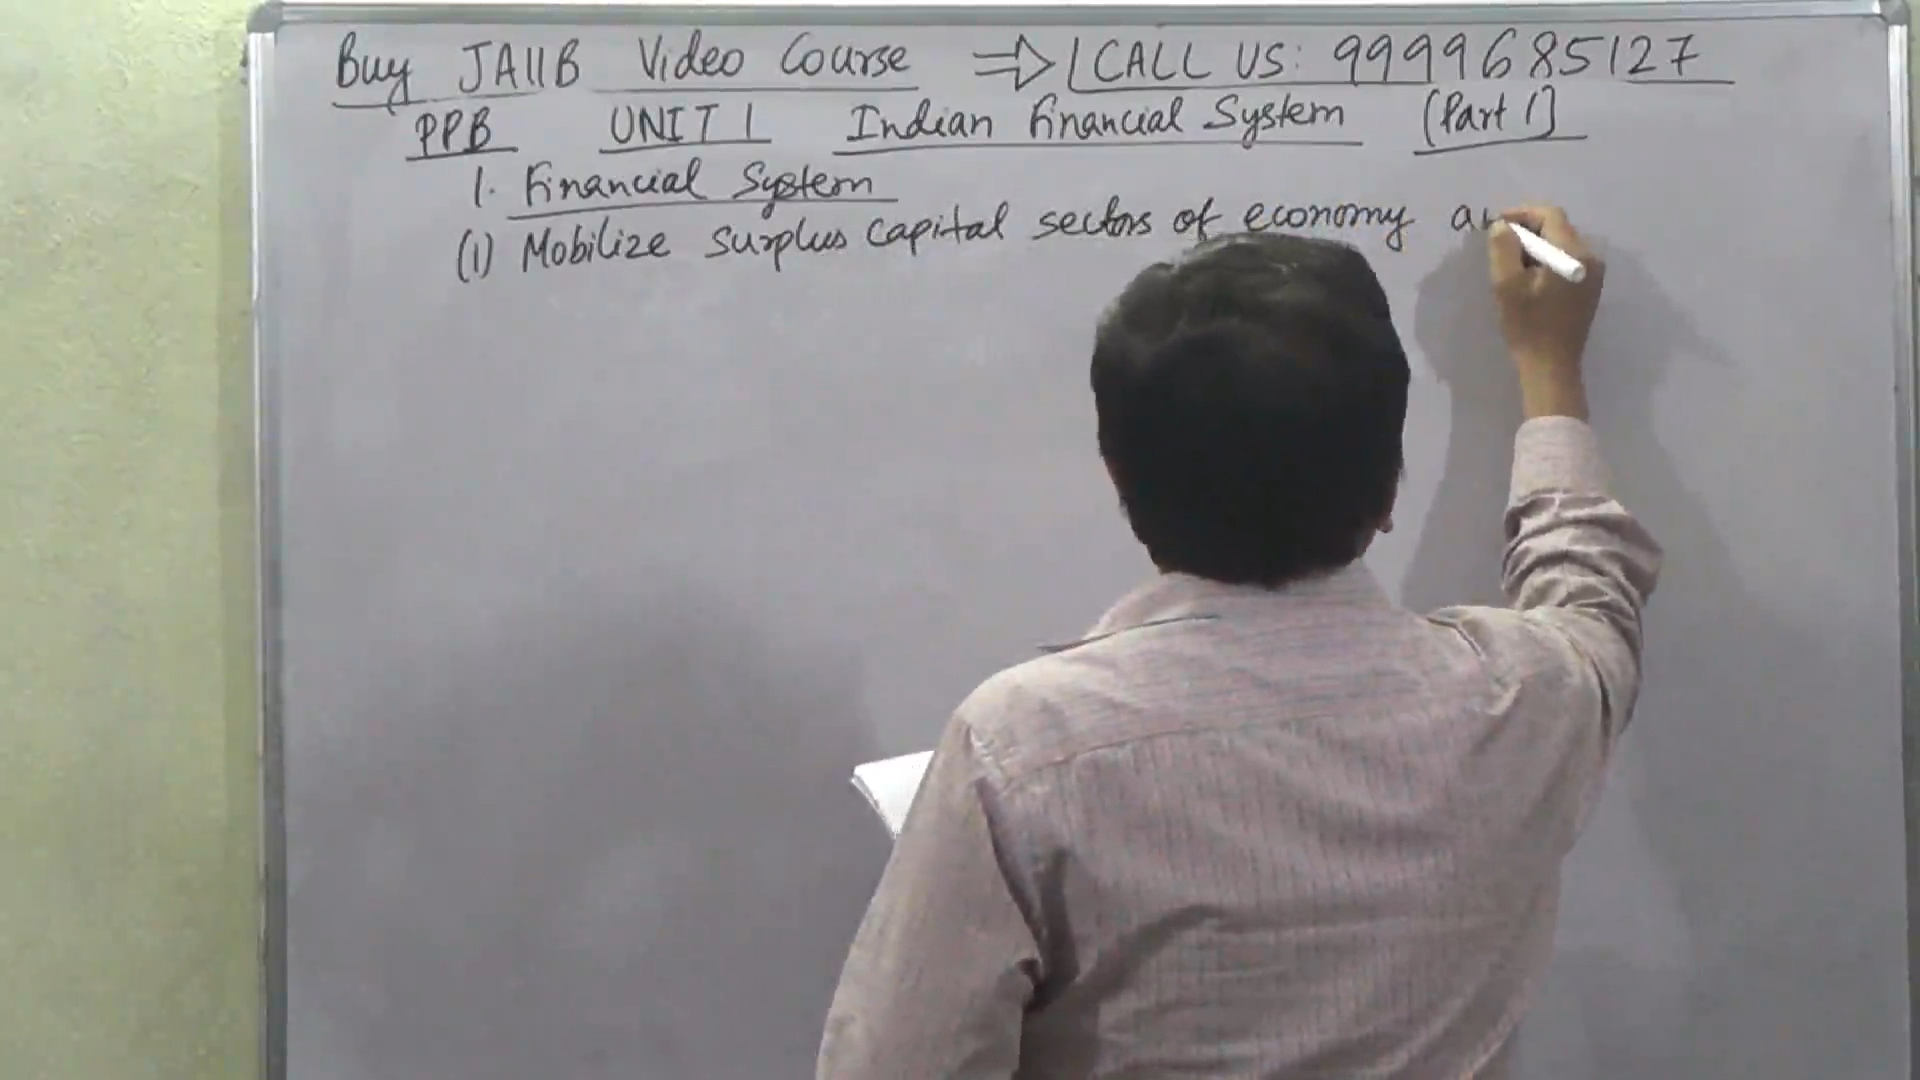 Buy JAIIB Video Course ⇒ CALL US: 9999685127
PPB UNIT 1 Indian Financial System (Part 1)
1. Financial System
(1) Mobilize surplus capital sectors of economy